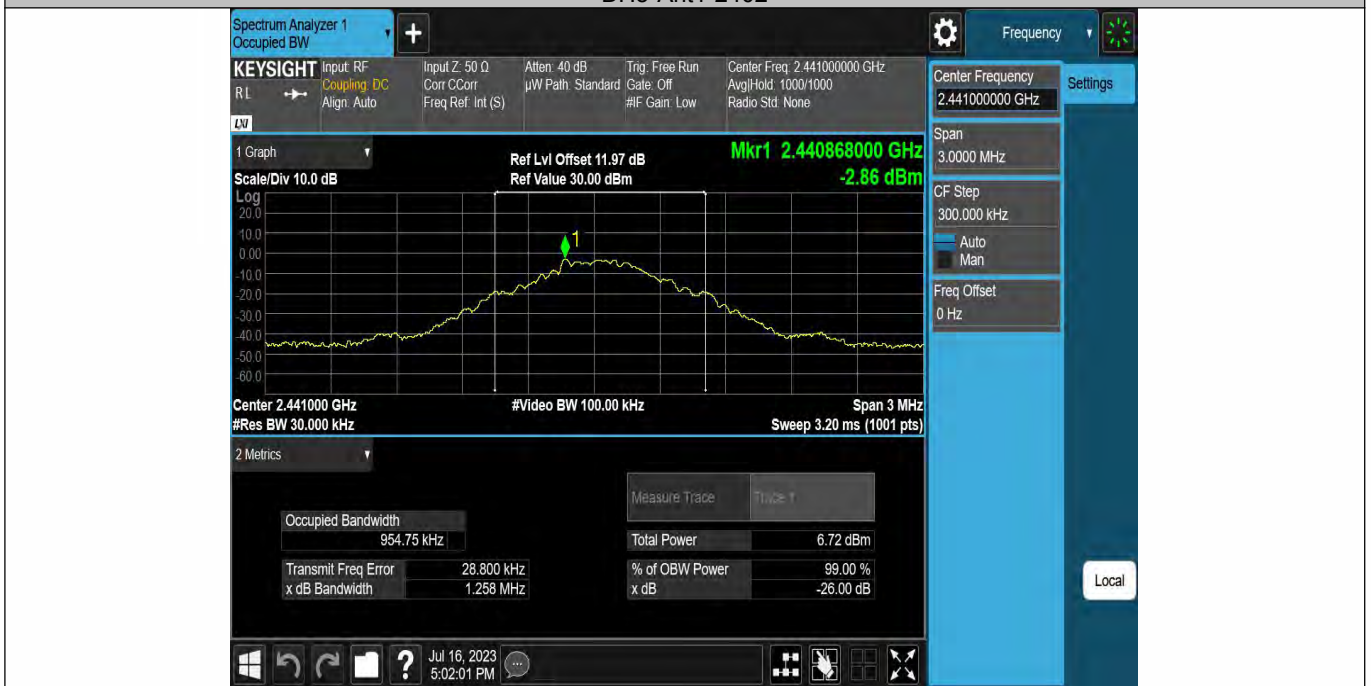 Spectrum Analyzer 1
Occupied BW
Frequency
KEYSIGHT
RL
LXI
Input: RF
Coupling: DC
Align: Auto
Input Z: 50 Ω
Corr CCorr
Freq Ref: Int (S)
Atten: 40 dB
µW Path: Standard
Trig: Free Run
Gate: Off
#IF Gain: Low
Center Freq: 2.441000000 GHz
Avg|Hold: 1000/1000
Radio Std: None
Center Frequency
2.441000000 GHz
Settings
Span
3.0000 MHz
CF Step
300.000 kHz
Auto
Man
Freq Offset
0 Hz
Local
1 Graph
Scale/Div 10.0 dB
Ref Lvl Offset 11.97 dB
Ref Value 30.00 dBm
Mkr1 2.440868000 GHz
-2.86 dBm
Log
20.0
10.0
0.00
-10.0
-20.0
-30.0
-40.0
-50.0
-60.0
1
Center 2.441000 GHz
#Video BW 100.00 kHz
Span 3 MHz
#Res BW 30.000 kHz
Sweep 3.20 ms (1001 pts)
2 Metrics
Measure Trace
Trace 1
Occupied Bandwidth
954.75 kHz
Total Power
6.72 dBm
Transmit Freq Error
28.800 kHz
% of OBW Power
99.00 %
x dB Bandwidth
1.258 MHz
x dB
-26.00 dB
?
Jul 16, 2023
5:02:01 PM